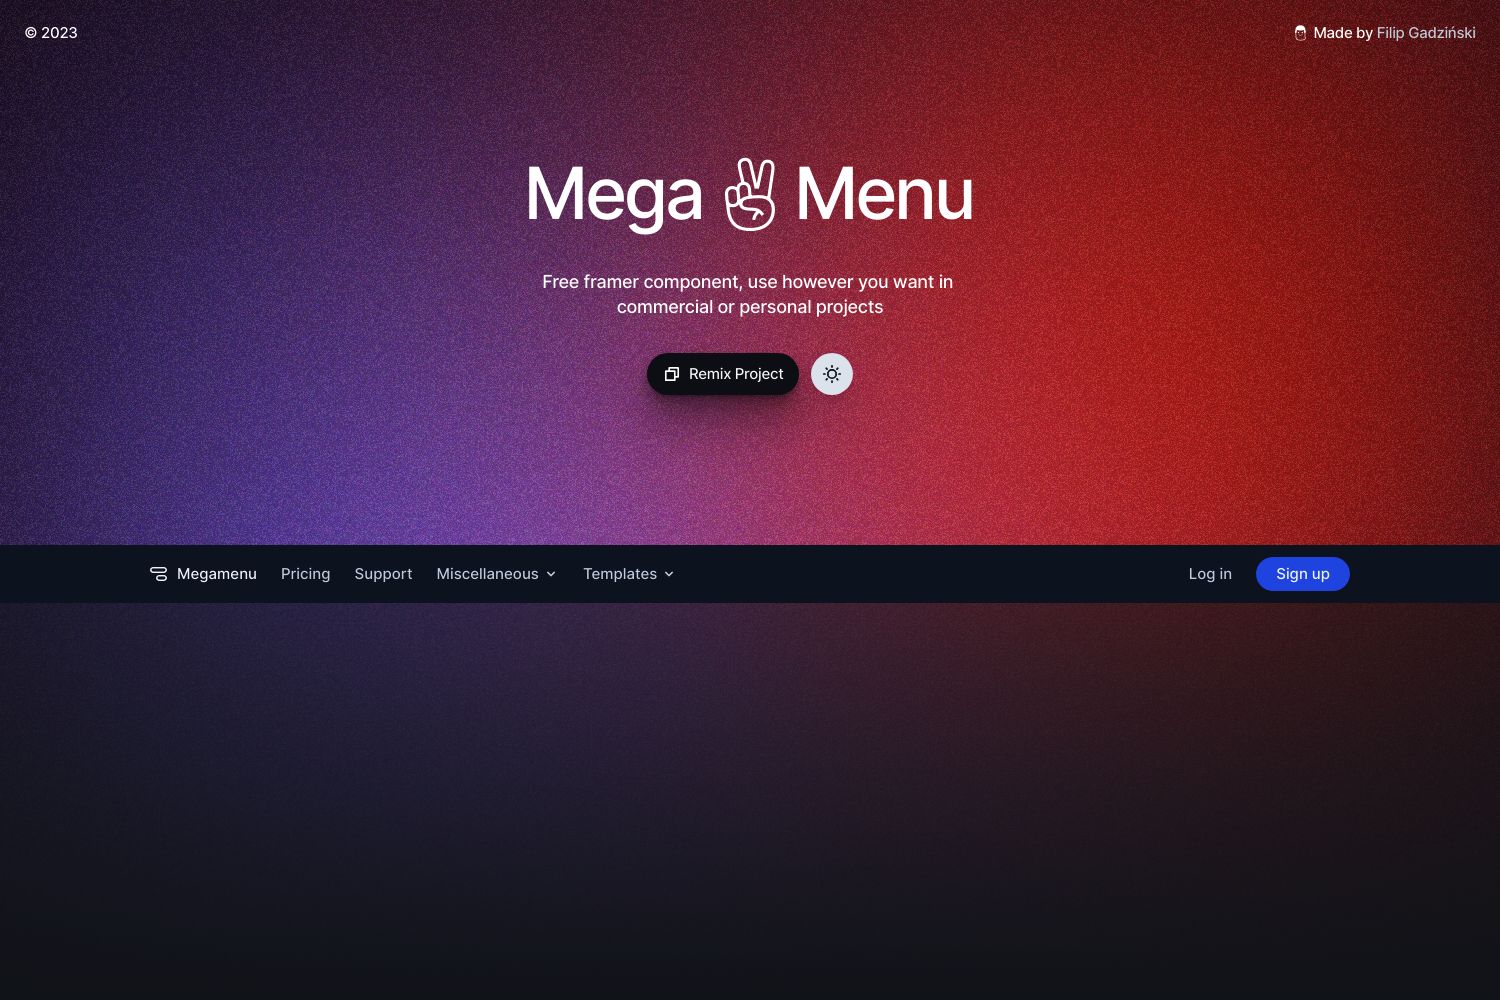 © 2023
Made by Filip Gadziński
Mega Menu
Free framer component, use however you want in
commercial or personal projects
Remix Project
Megamenu Pricing Support Miscellaneous Templates Log in Sign up